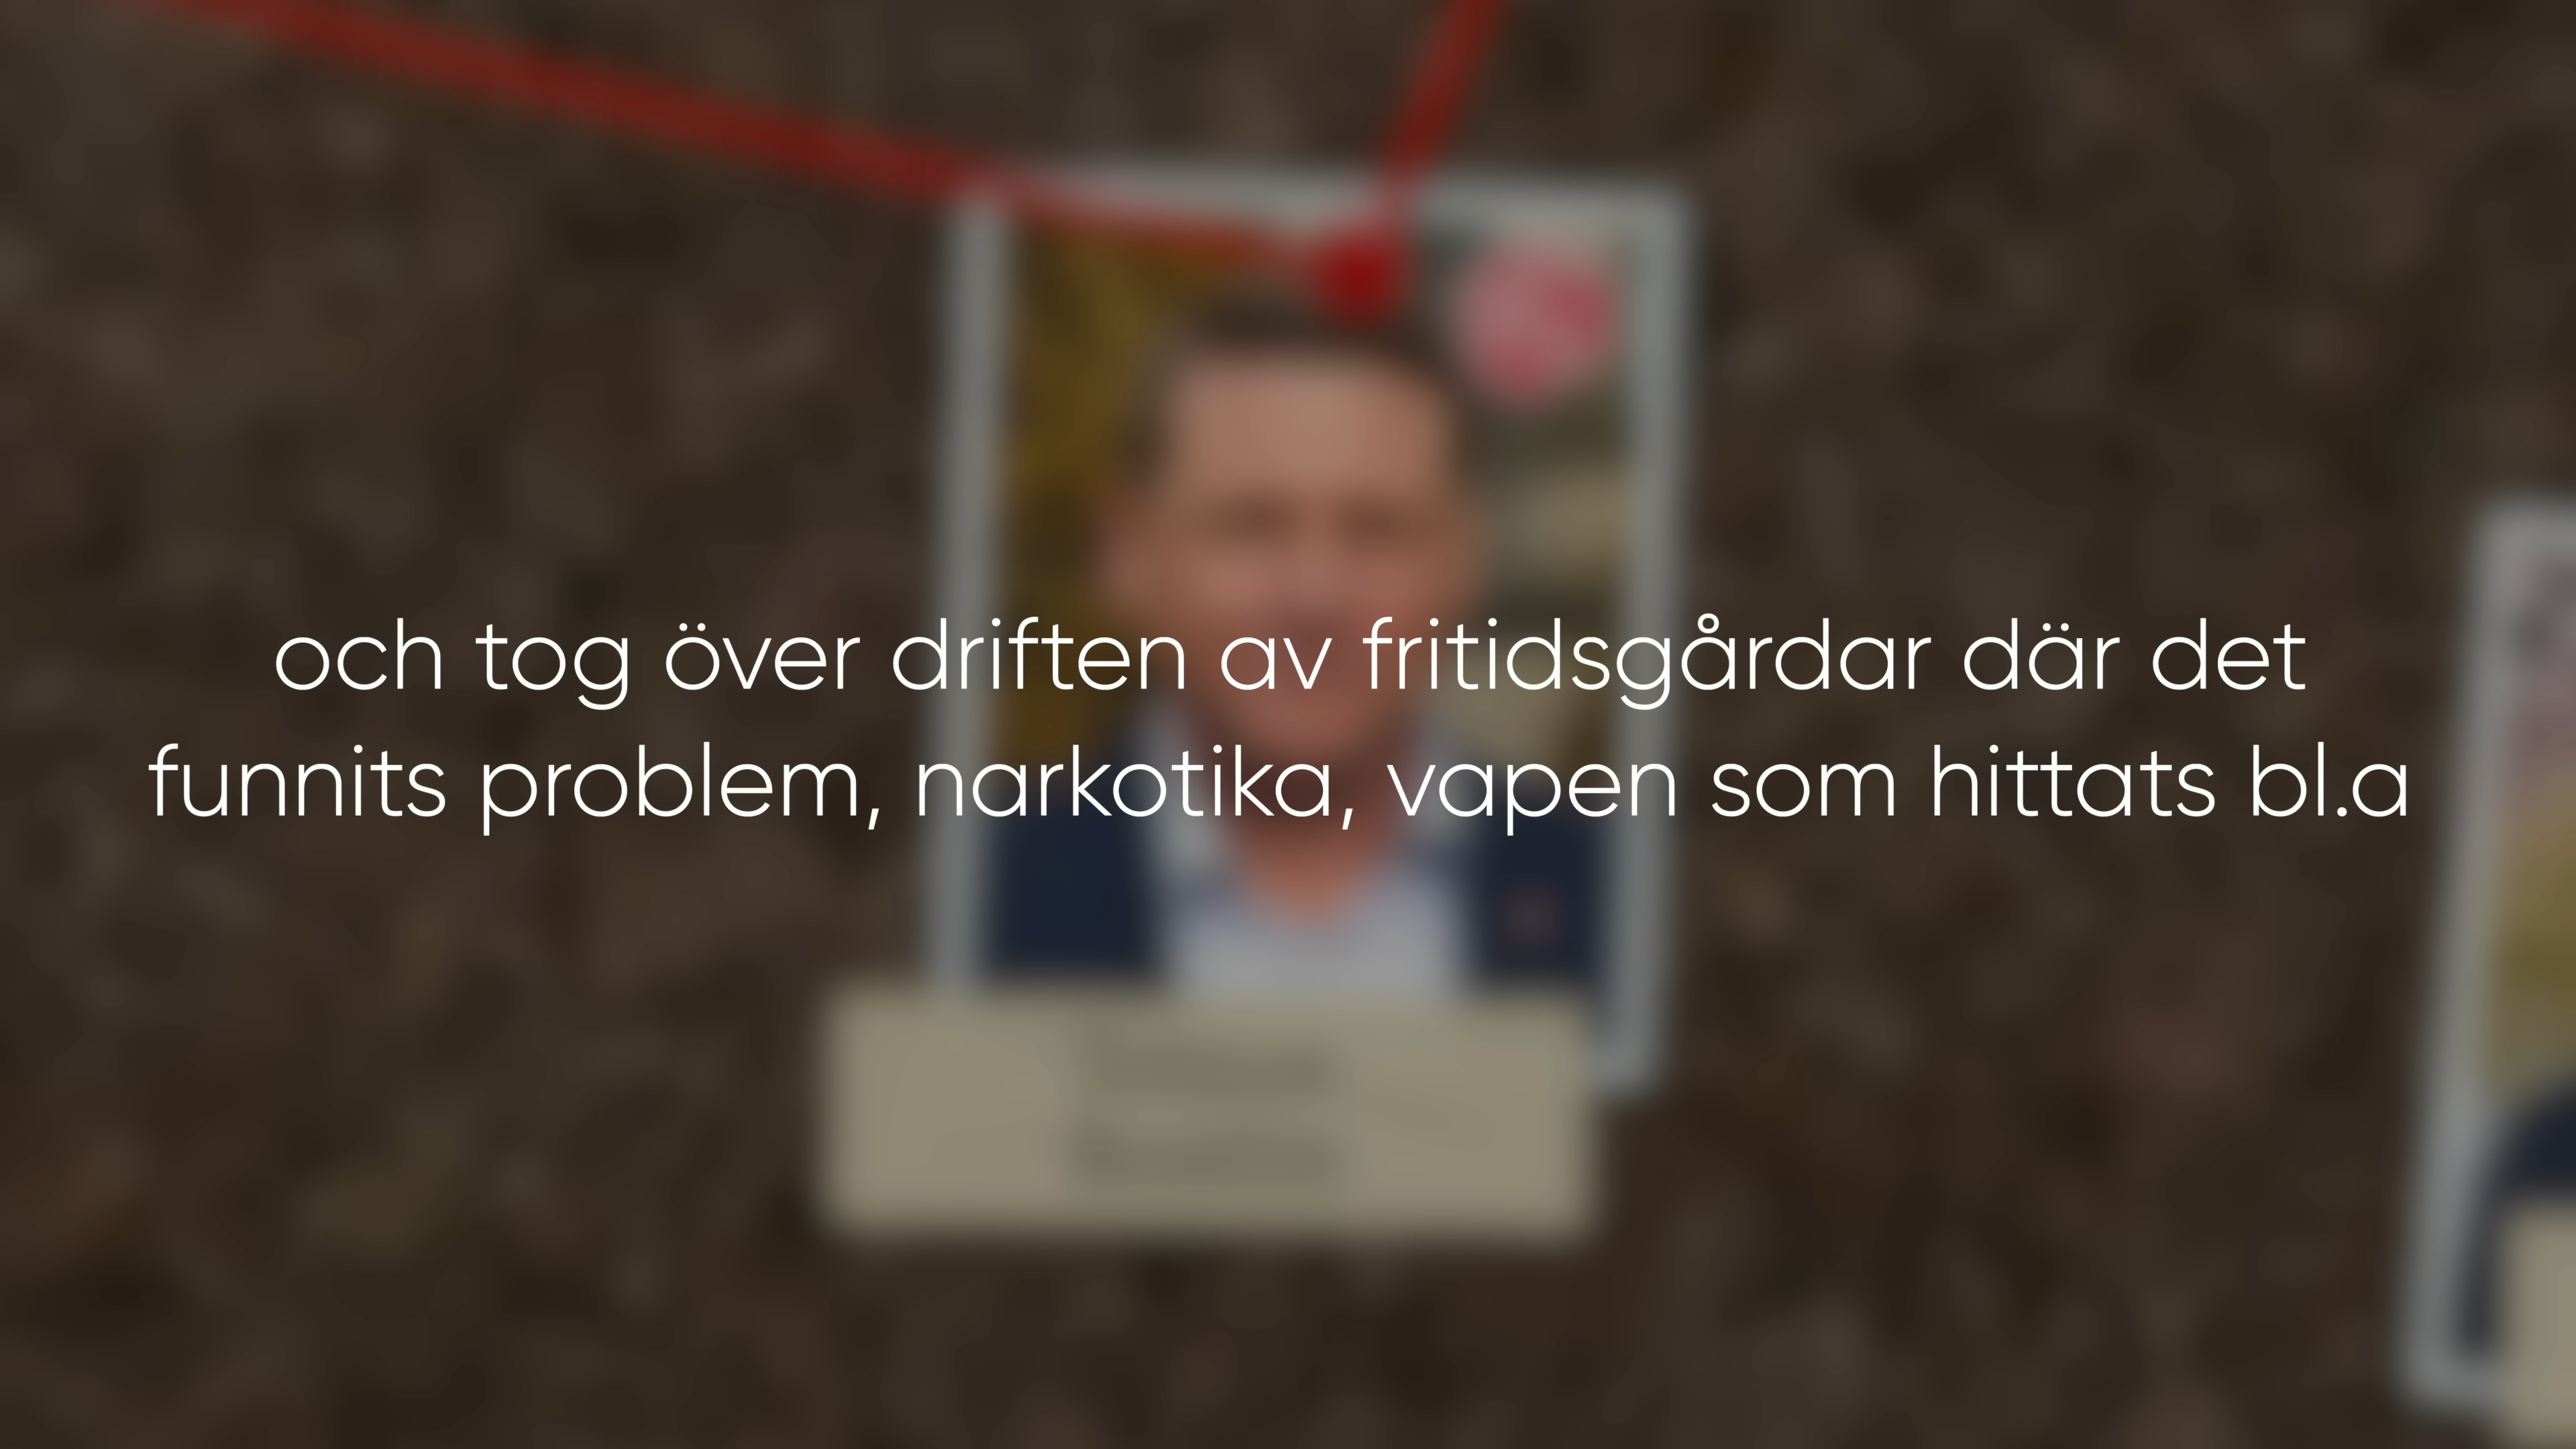 och tog över driften av fritidsgårdar där det
funnits problem, narkotika, vapen som hittats bl.a